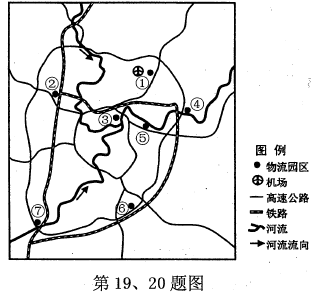 ①
②
④
③
⑤
⑥
⑦
图 例
物流园区
机场
高速公路
铁路
河流
河流流向
第19、20题图